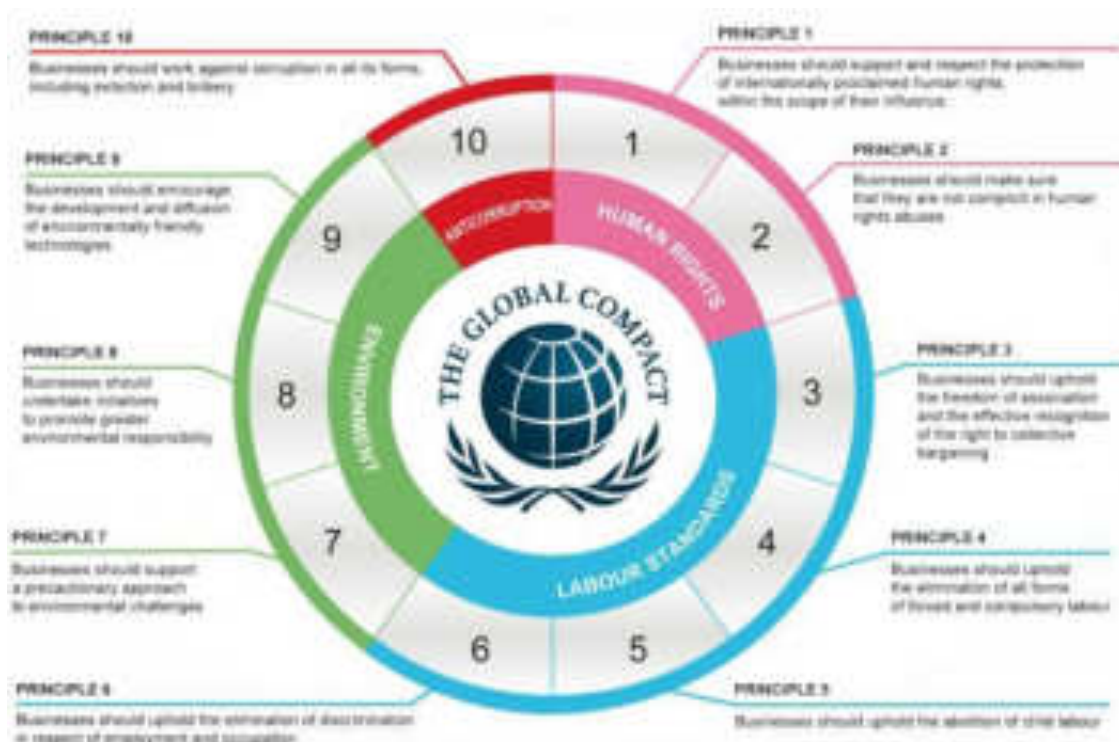 PRINCIPLE 10
Businesses should work against corruption in all its forms,
including extortion and bribery
PRINCIPLE 1
Businesses should support and respect the protection
of internationally proclaimed human rights,
within the scope of their influence
PRINCIPLE 2
Businesses should make sure
that they are not complicit in human
rights abuses
PRINCIPLE 3
Businesses should uphold
the freedom of association
and the effective recognition
of the right to collective
bargaining
PRINCIPLE 4
Businesses should uphold
the elimination of all forms
of forced and compulsory labour
PRINCIPLE 5
Businesses should uphold the abolition of child labour
PRINCIPLE 6
Businesses should uphold the elimination of discrimination
in respect of employment and occupation
PRINCIPLE 7
Businesses should support
a precautionary approach
to environmental challenges
PRINCIPLE 8
Businesses should
undertake initiatives
to promote greater
environmental responsibility
PRINCIPLE 9
Businesses should encourage
the development and diffusion
of environmentally friendly
technologies
10
1
2
3
4
5
6
7
8
9
ANTI-CORRUPTION
HUMAN RIGHTS
LABOUR STANDARDS
ENVIRONMENT
THE GLOBAL COMPACT